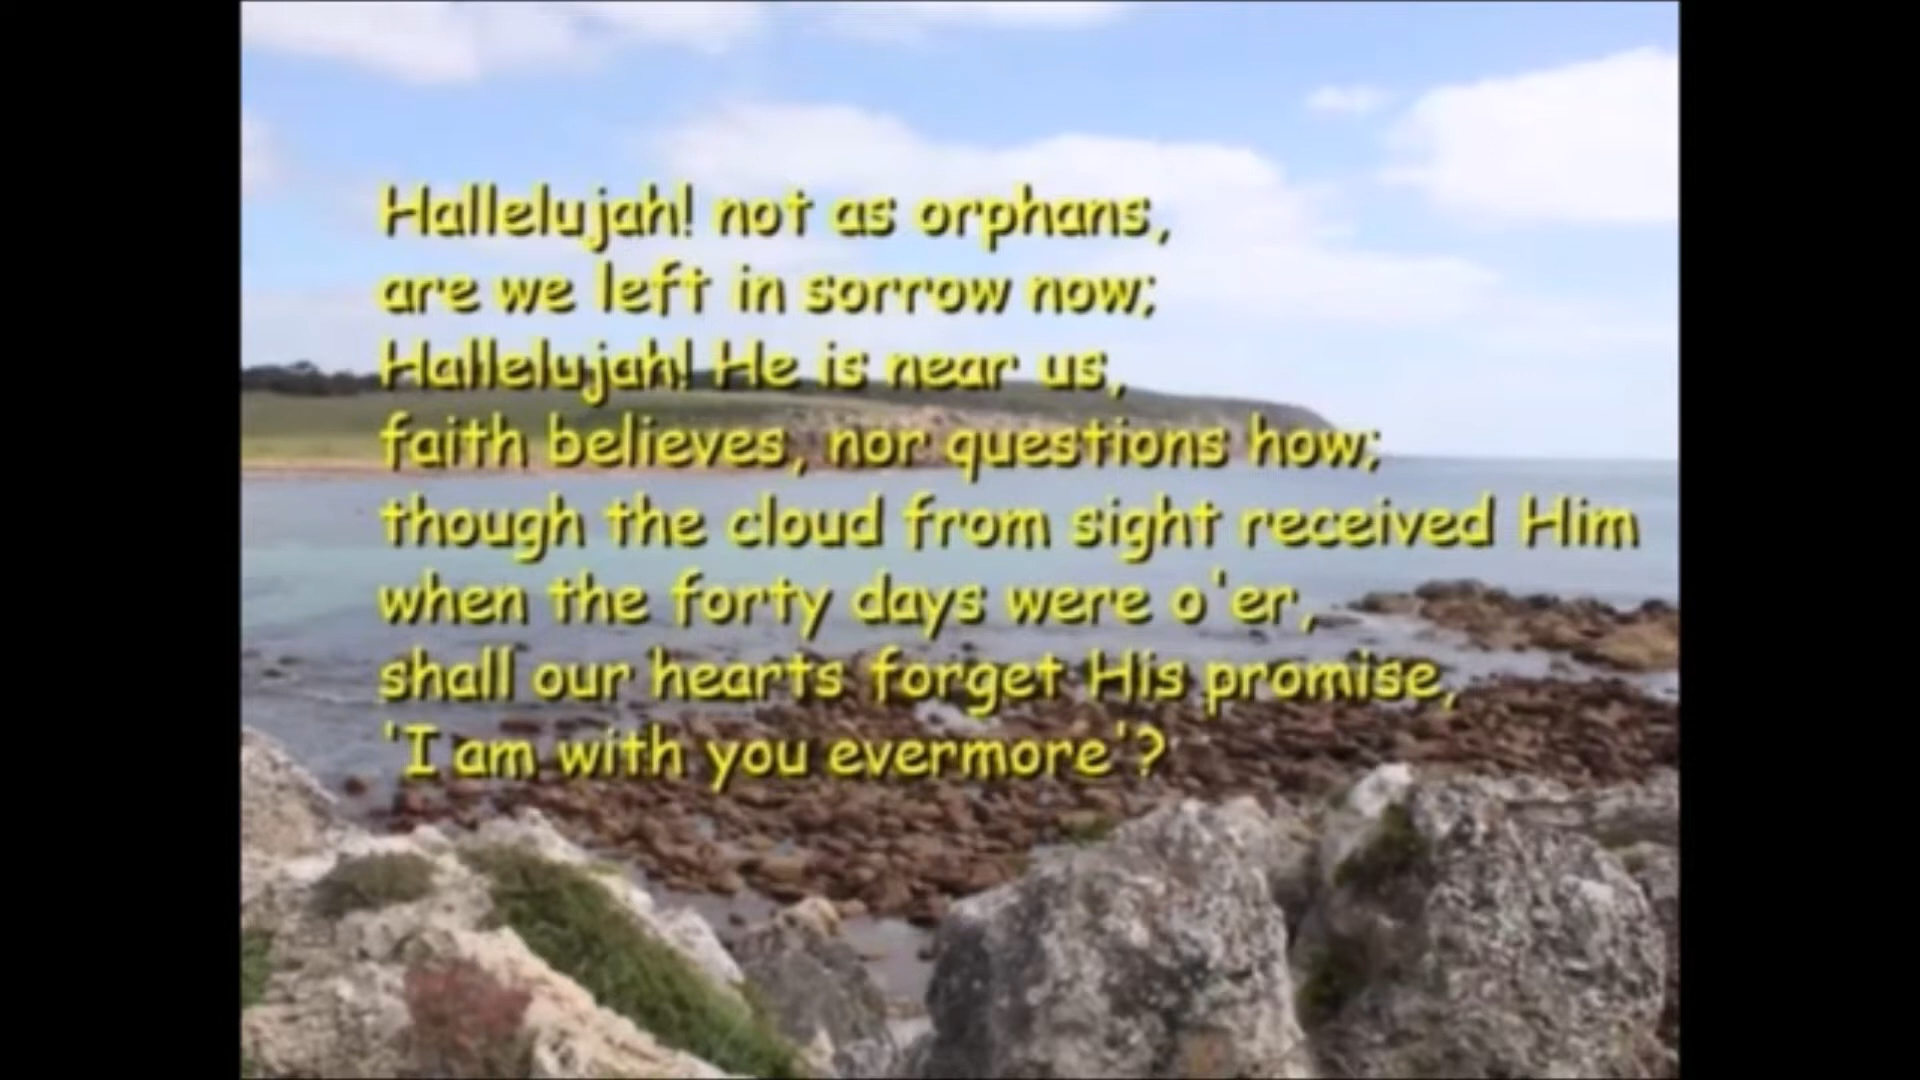 Hallelujah! not as orphans,
are we left in sorrow now;
Hallelujah! He is near us,
faith believes, nor questions how;
though the cloud from sight received Him
when the forty days were o'er,
shall our hearts forget His promise,
'I am with you evermore'?